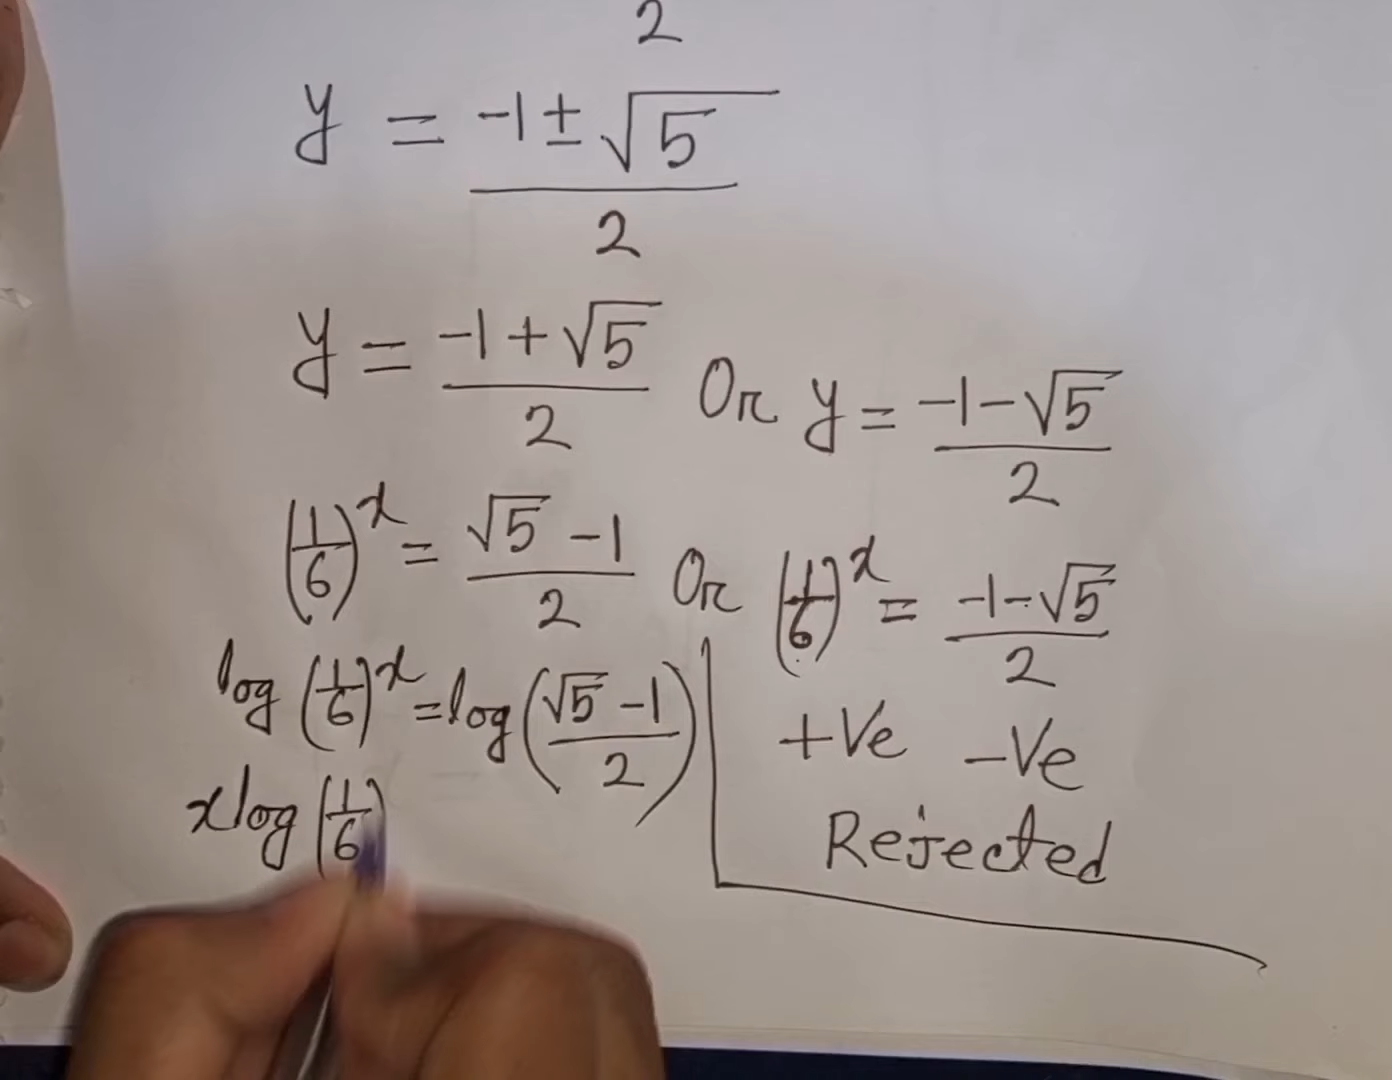 2
y = -1 ± √5 / 2
y = -1 + √5 / 2 Or y = -1 - √5 / 2
(1/6)^x = √5 - 1 / 2 Or (1/6)^x = -1 - √5 / 2
log (1/6)^x = log (√5 - 1 / 2)
+Ve -Ve
x log (1/6)
Rejected